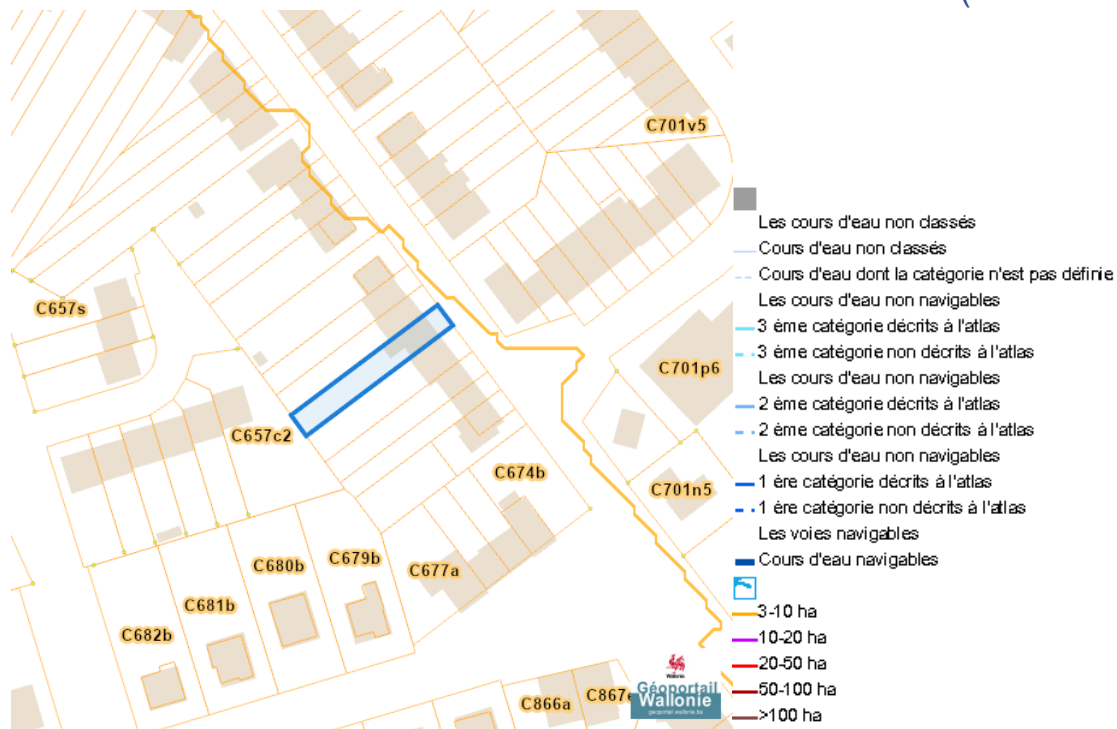 C701v5
C657s
C701p6
C657c2
C674b
C701n5
C679b
C680b
C677a
C681b
C682b
C866a
C867e
Wallonie
Géoportail
Wallonie
geoportail.wallonie.be
Les cours d'eau non classés
Cours d'eau non classés
Cours d'eau dont la catégorie n'est pas définie
Les cours d'eau non navigables
3 ème catégorie décrits à l'atlas
3 ème catégorie non décrits à l'atlas
Les cours d'eau non navigables
2 ème catégorie décrits à l'atlas
2 ème catégorie non décrits à l'atlas
Les cours d'eau non navigables
1 ère catégorie décrits à l'atlas
1 ère catégorie non décrits à l'atlas
Les voies navigables
Cours d'eau navigables
3-10 ha
10-20 ha
20-50 ha
50-100 ha
>100 ha